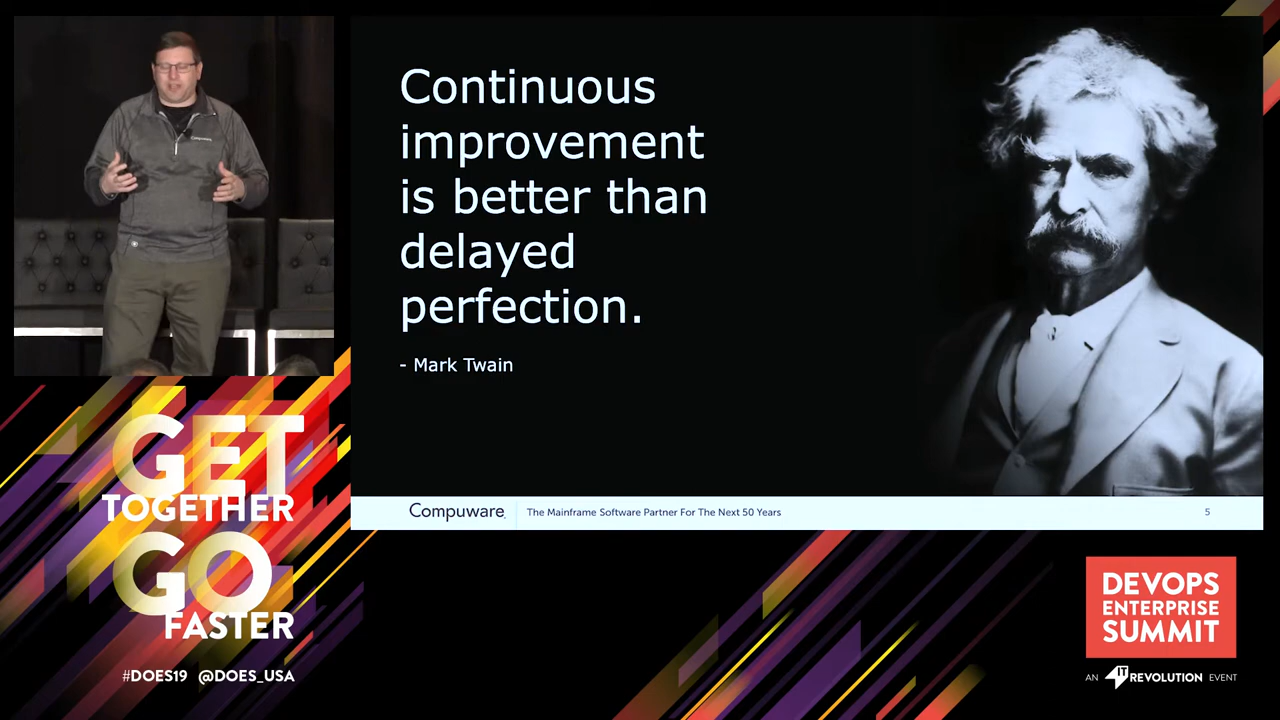 Compuware
Continuous
improvement
is better than
delayed
perfection.
- Mark Twain
Compuware
The Mainframe Software Partner For The Next 50 Years
5
GET
TOGETHER
GO
FASTER
#DOES19 @DOES_USA
DEVOPS
ENTERPRISE
SUMMIT
AN IT REVOLUTION EVENT